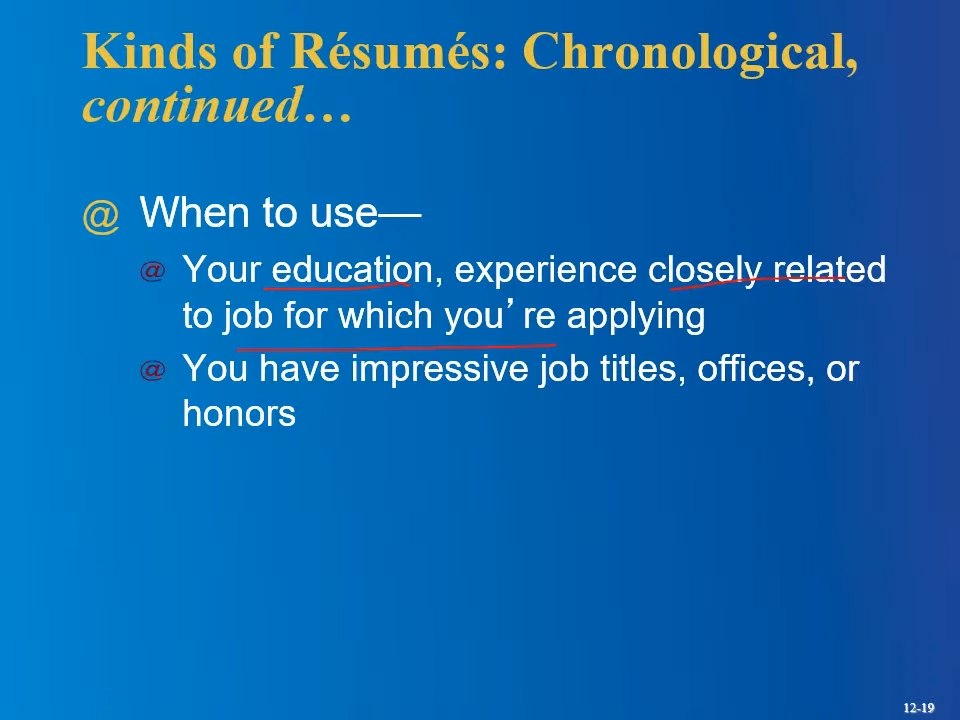 Kinds of Résumés: Chronological,
continued…
@ When to use—
@ Your education, experience closely related
to job for which you’re applying
@ You have impressive job titles, offices, or
honors
12-19